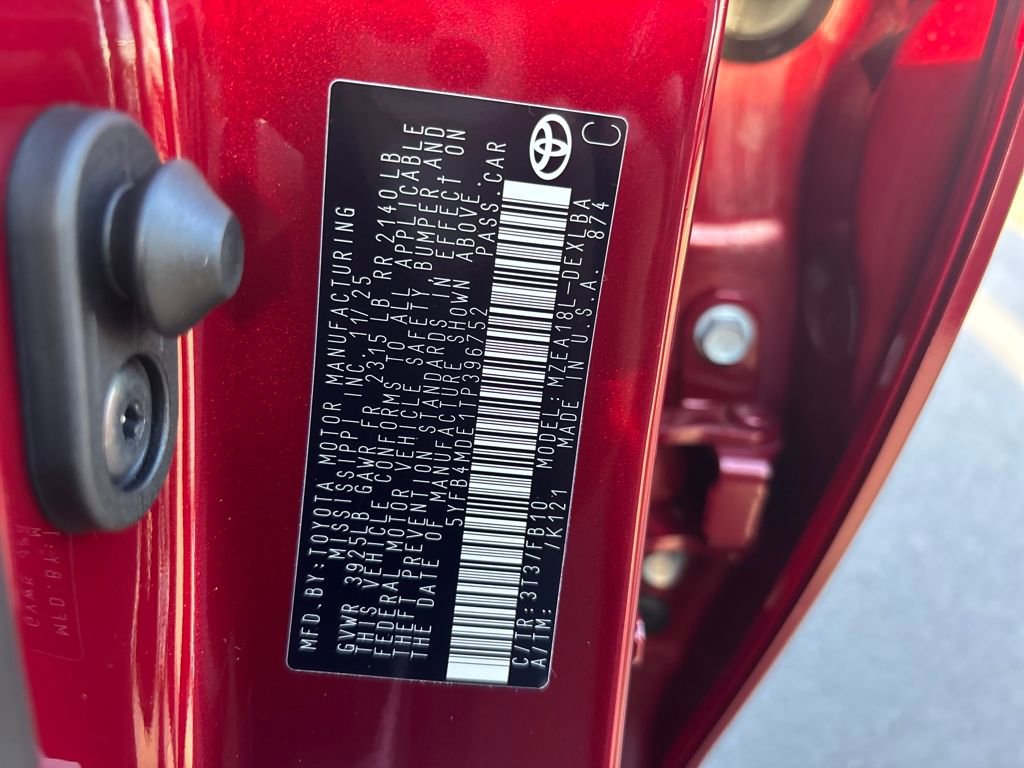 MFD.BY:TOYOTA MOTOR MANUFACTURING
MISSISSIPPI INC. 11/25
GVWR 3925LB GAWR FR 2315 LB RR 2140 LB
THIS VEHICLE CONFORMS TO ALL APPLICABLE
FEDERAL MOTOR VEHICLE SAFETY, BUMPER, AND
THEFT PREVENTION STANDARDS IN EFFECT ON
THE DATE OF MANUFACTURE SHOWN ABOVE.
5YFB4MDE1TP396752 PASS.CAR
C/TR:3T3/FB10 MODEL:MZEA18L-DEXLBA
A/TM: /K121 MADE IN U.S.A. 874
C